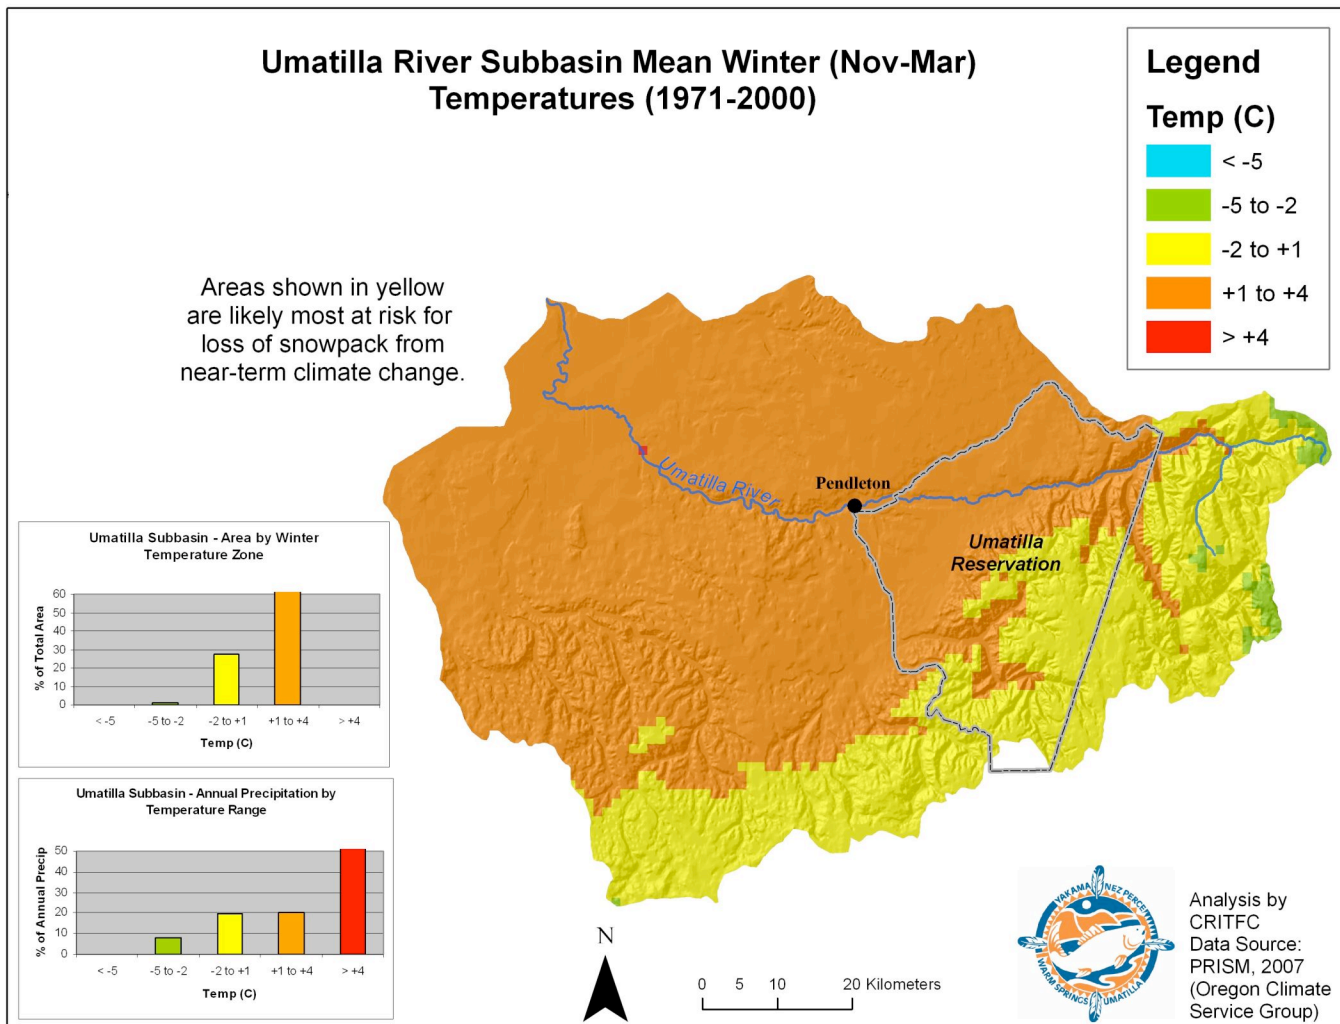 Umatilla River Subbasin Mean Winter (Nov-Mar)
Temperatures (1971-2000)
Legend
Temp (C)
< -5
-5 to -2
-2 to +1
+1 to +4
> +4
Areas shown in yellow
are likely most at risk for
loss of snowpack from
near-term climate change.
Umatilla River
Pendleton
Umatilla
Reservation
Umatilla Subbasin - Area by Winter
Temperature Zone
% of Total Area
60
50
40
30
20
10
0
< -5
-5 to -2
-2 to +1
+1 to +4
> +4
Temp (C)
Umatilla Subbasin - Annual Precipitation by
Temperature Range
% of Annual Precip
50
40
30
20
10
0
< -5
-5 to -2
-2 to +1
+1 to +4
> +4
Temp (C)
N
0 5 10 20 Kilometers
YAKAMA
NEZ PERCE
WARM SPRINGS
UMATILLA
Analysis by
CRITFC
Data Source:
PRISM, 2007
(Oregon Climate
Service Group)